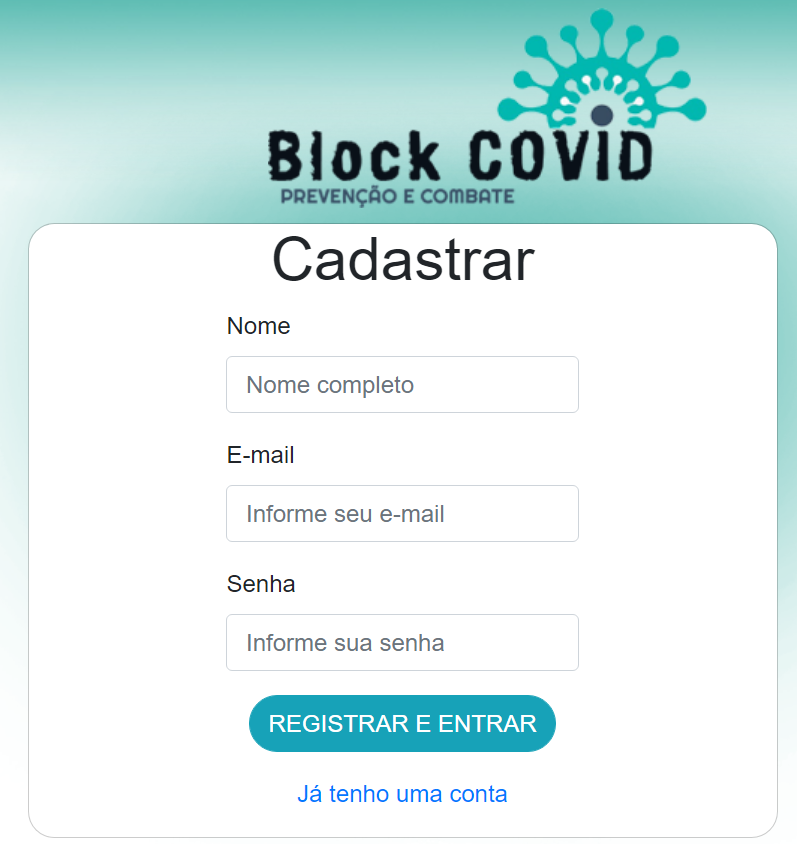 Block COVID
PREVENÇÃO E COMBATE
Cadastrar
Nome
Nome completo
E-mail
Informe seu e-mail
Senha
Informe sua senha
REGISTRAR E ENTRAR
Já tenho uma conta